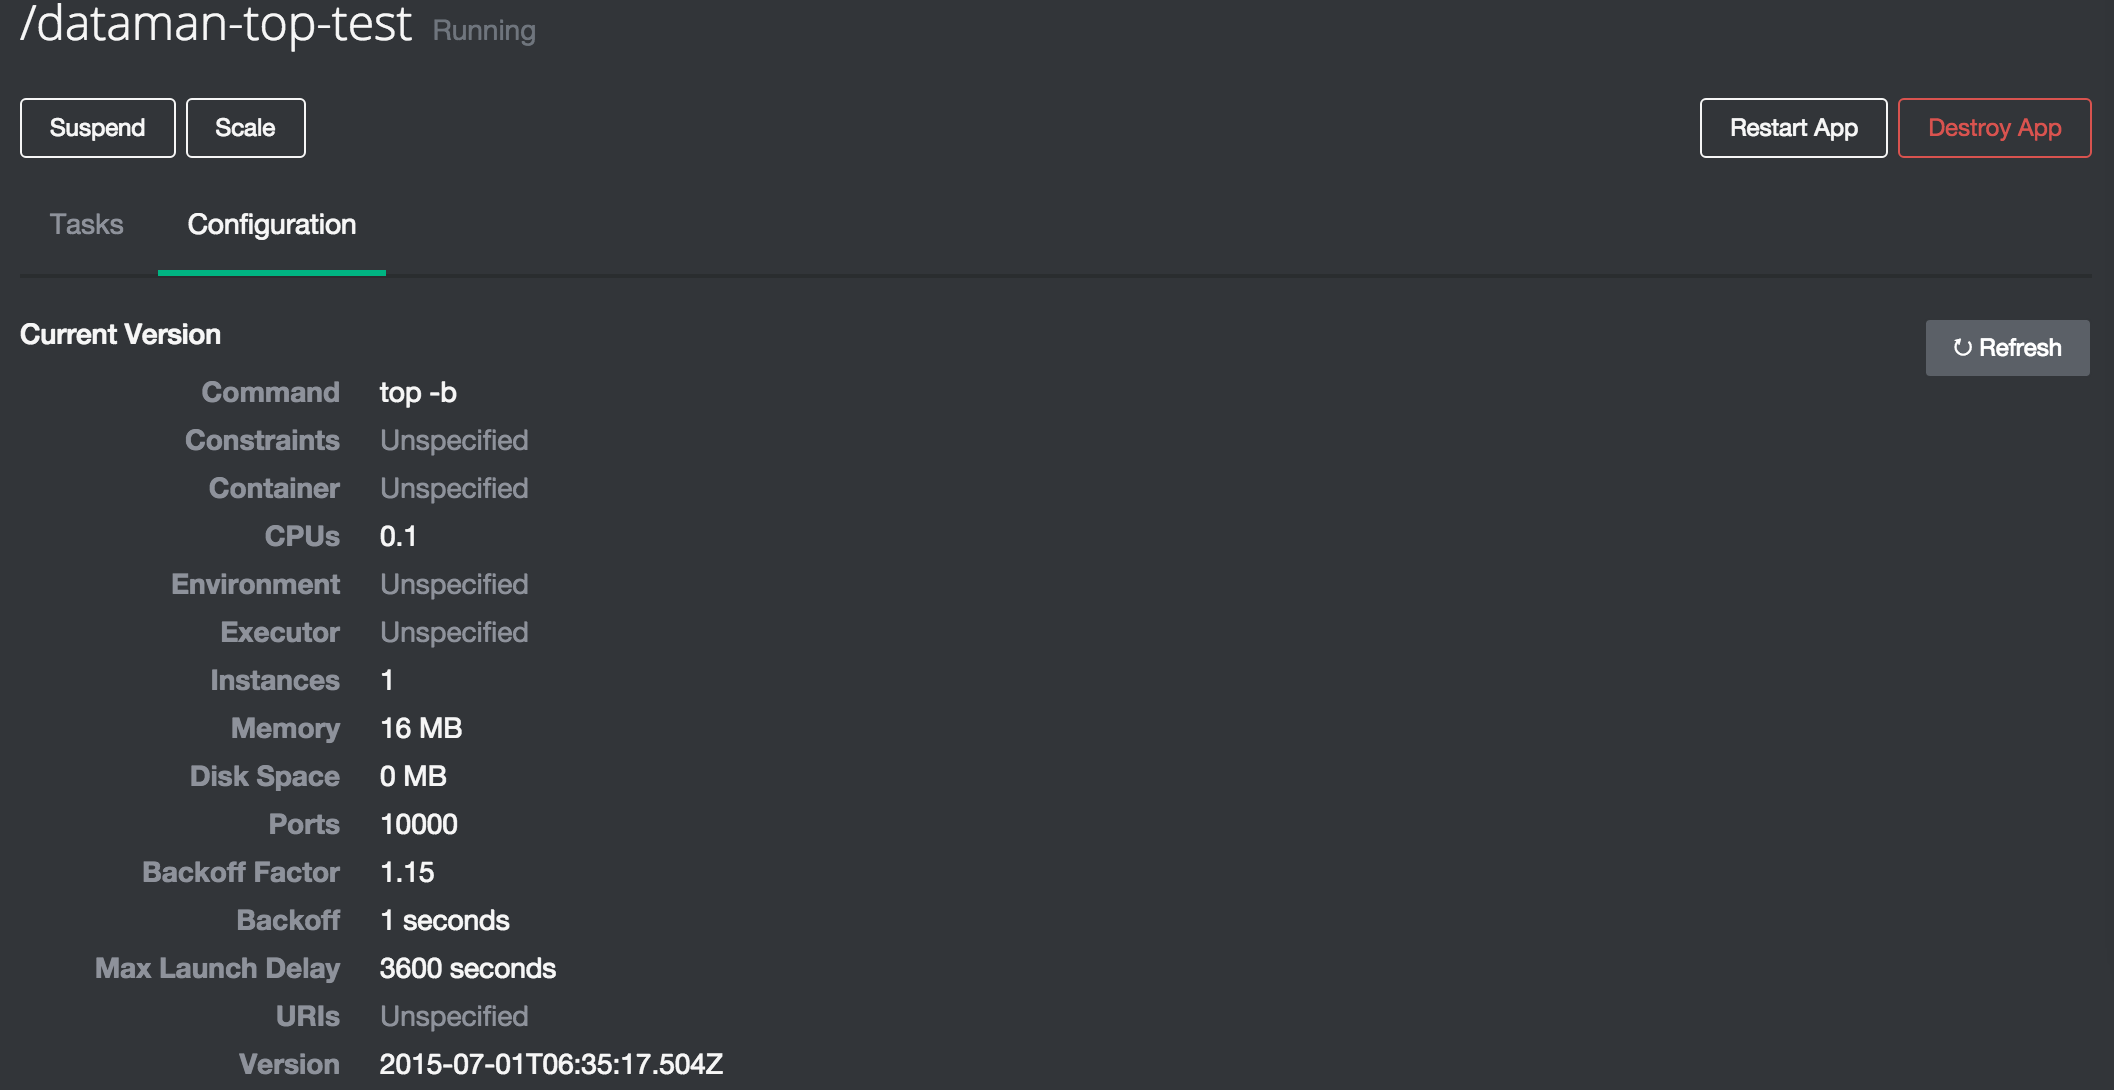 /dataman-top-test Running
Suspend Scale Restart App Destroy App
Tasks Configuration
Current Version Refresh
Command top -b
Constraints Unspecified
Container Unspecified
CPUs 0.1
Environment Unspecified
Executor Unspecified
Instances 1
Memory 16 MB
Disk Space 0 MB
Ports 10000
Backoff Factor 1.15
Backoff 1 seconds
Max Launch Delay 3600 seconds
URIs Unspecified
Version 2015-07-01T06:35:17.504Z